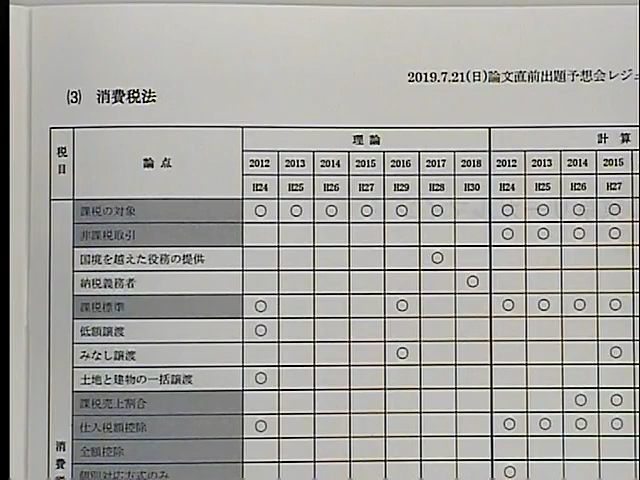 2019.7.21(日)論文直前出題予想会レジュ
(3) 消費税法
税目 論点 理論 計算
2012 2013 2014 2015 2016 2017 2018 2012 2013 2014 2015
H24 H25 H26 H27 H29 H28 H30 H24 H25 H26 H27
課税の対象 ○ ○ ○ ○ ○ ○ ○ ○ ○ ○
非課税取引 ○ ○ ○ ○
国境を越えた役務の提供 ○
納税義務者 ○
課税標準 ○ ○ ○ ○ ○ ○
低額譲渡 ○
みなし譲渡 ○ ○
土地と建物の一括譲渡 ○
課税売上割合 ○ ○
仕入税額控除 ○ ○ ○ ○ ○
全額控除
個別対応方式のみ ○
消費